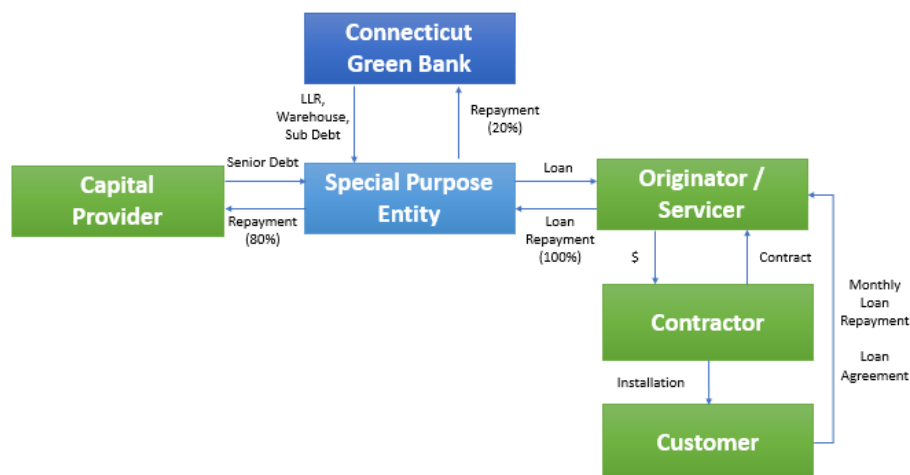 Connecticut
Green Bank
LLR,
Warehouse,
Sub Debt
Repayment
(20%)
Senior Debt
Capital
Provider
Repayment
(80%)
Special Purpose
Entity
Loan
Loan
Repayment
(100%)
Originator /
Servicer
$
Contract
Contractor
Monthly
Loan
Repayment
Loan
Agreement
Installation
Customer